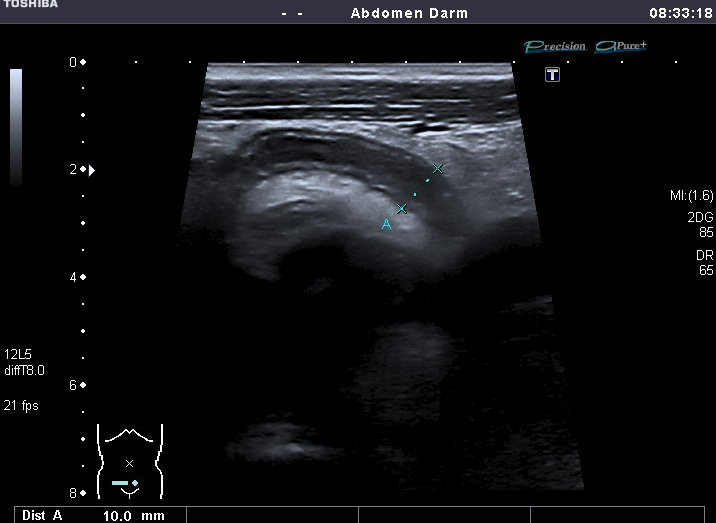 TOSHIBA
- - Abdomen Darm 08:33:18
Precision APure+
T
0
2
4
6
8
MI:(1.6)
2DG
85
DR
65
A
12L5
diffT8.0
21 fps
Dist A 10.0 mm